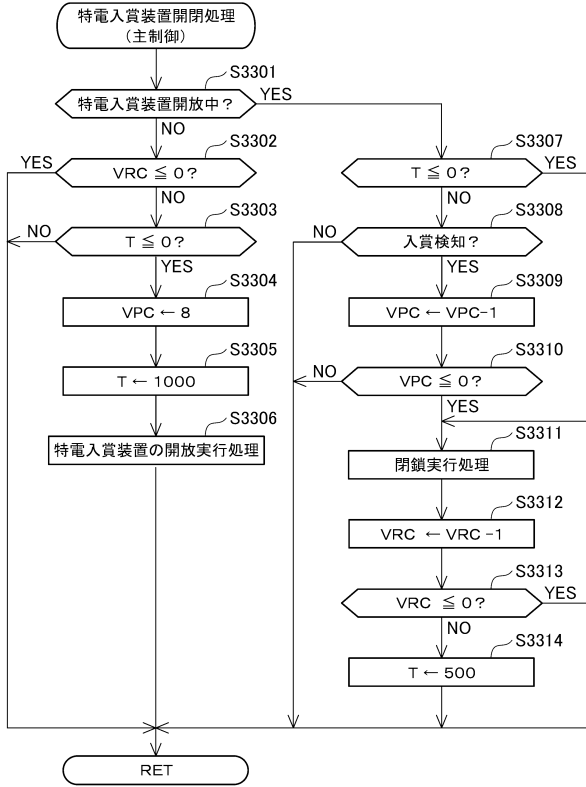 特電入賞装置開閉処理
(主制御)
S3301
特電入賞装置開放中？
YES
NO
S3302
YES
VRC ≦ 0?
NO
S3303
NO
T ≦ 0?
YES
S3304
VPC ← 8
S3305
T ← 1000
S3306
特電入賞装置の開放実行処理
S3307
T ≦ 0?
YES
NO
S3308
NO
入賞検知？
YES
S3309
VPC ← VPC-1
S3310
NO
VPC ≦ 0?
YES
S3311
閉鎖実行処理
S3312
VRC ← VRC -1
S3313
VRC ≦ 0?
YES
NO
S3314
T ← 500
RET